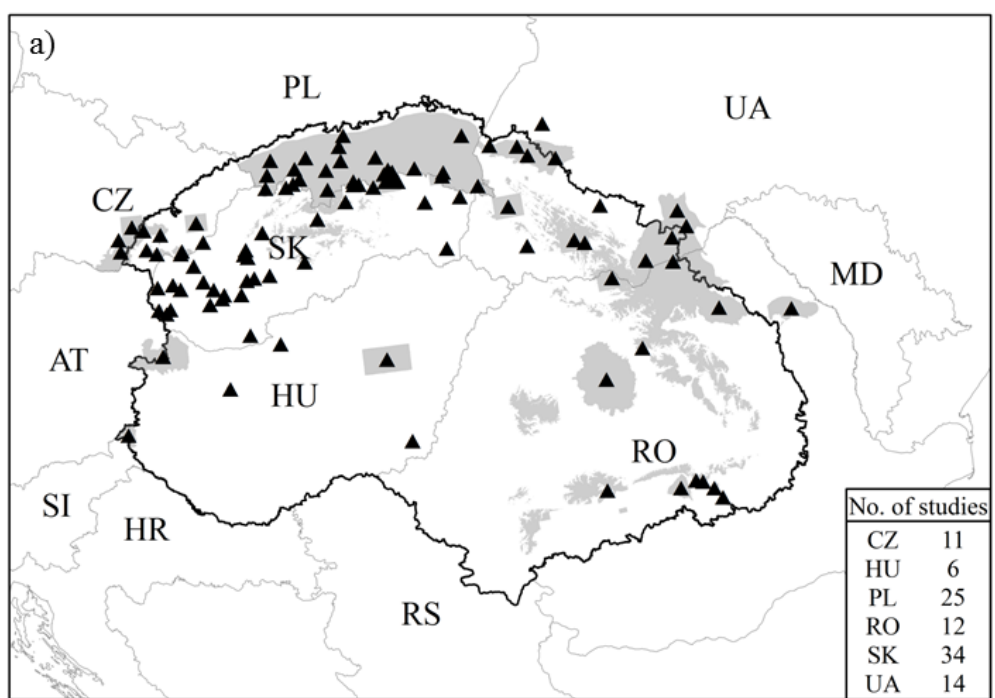 a)
PL
UA
CZ
SK
MD
AT
HU
RO
SI
HR
RS
No. of studies
CZ 11
HU 6
PL 25
RO 12
SK 34
UA 14